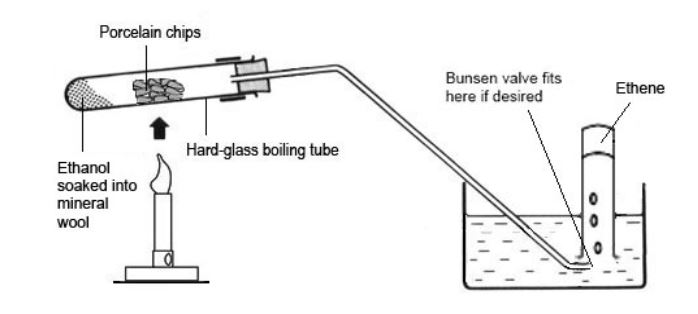 Porcelain chips
Bunsen valve fits
here if desired
Ethene
Hard-glass boiling tube
Ethanol
soaked into
mineral
wool